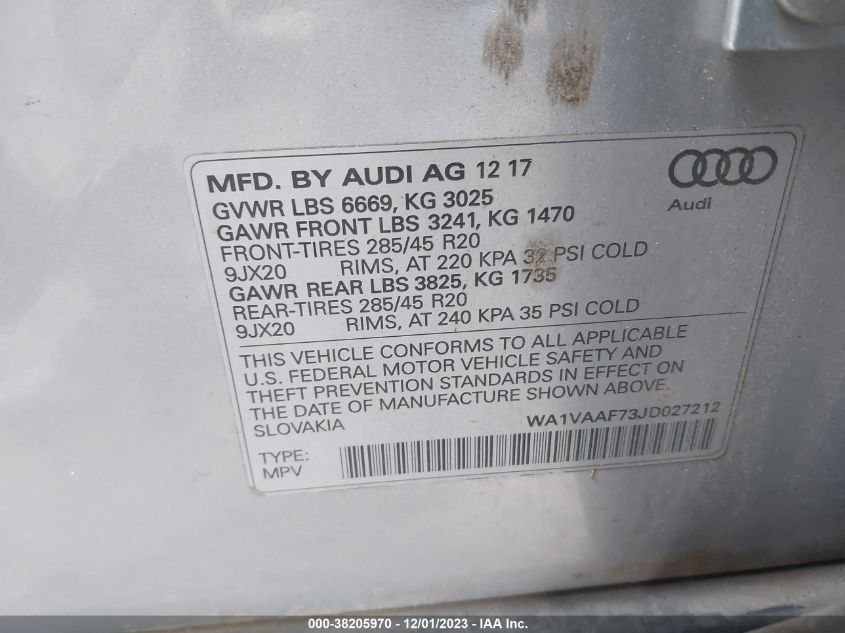 MFD. BY AUDI AG 12 17
Audi
GVWR LBS 6669, KG 3025
GAWR FRONT LBS 3241, KG 1470
FRONT-TIRES 285/45 R20
9JX20 RIMS, AT 220 KPA 32 PSI COLD
GAWR REAR LBS 3825, KG 1735
REAR-TIRES 285/45 R20
9JX20 RIMS, AT 240 KPA 35 PSI COLD
THIS VEHICLE CONFORMS TO ALL APPLICABLE
U.S. FEDERAL MOTOR VEHICLE SAFETY AND
THEFT PREVENTION STANDARDS IN EFFECT ON
THE DATE OF MANUFACTURE SHOWN ABOVE.
SLOVAKIA WA1VAAF73JD027212
TYPE:
MPV
000-38205970 - 12/01/2023 - IAA Inc.